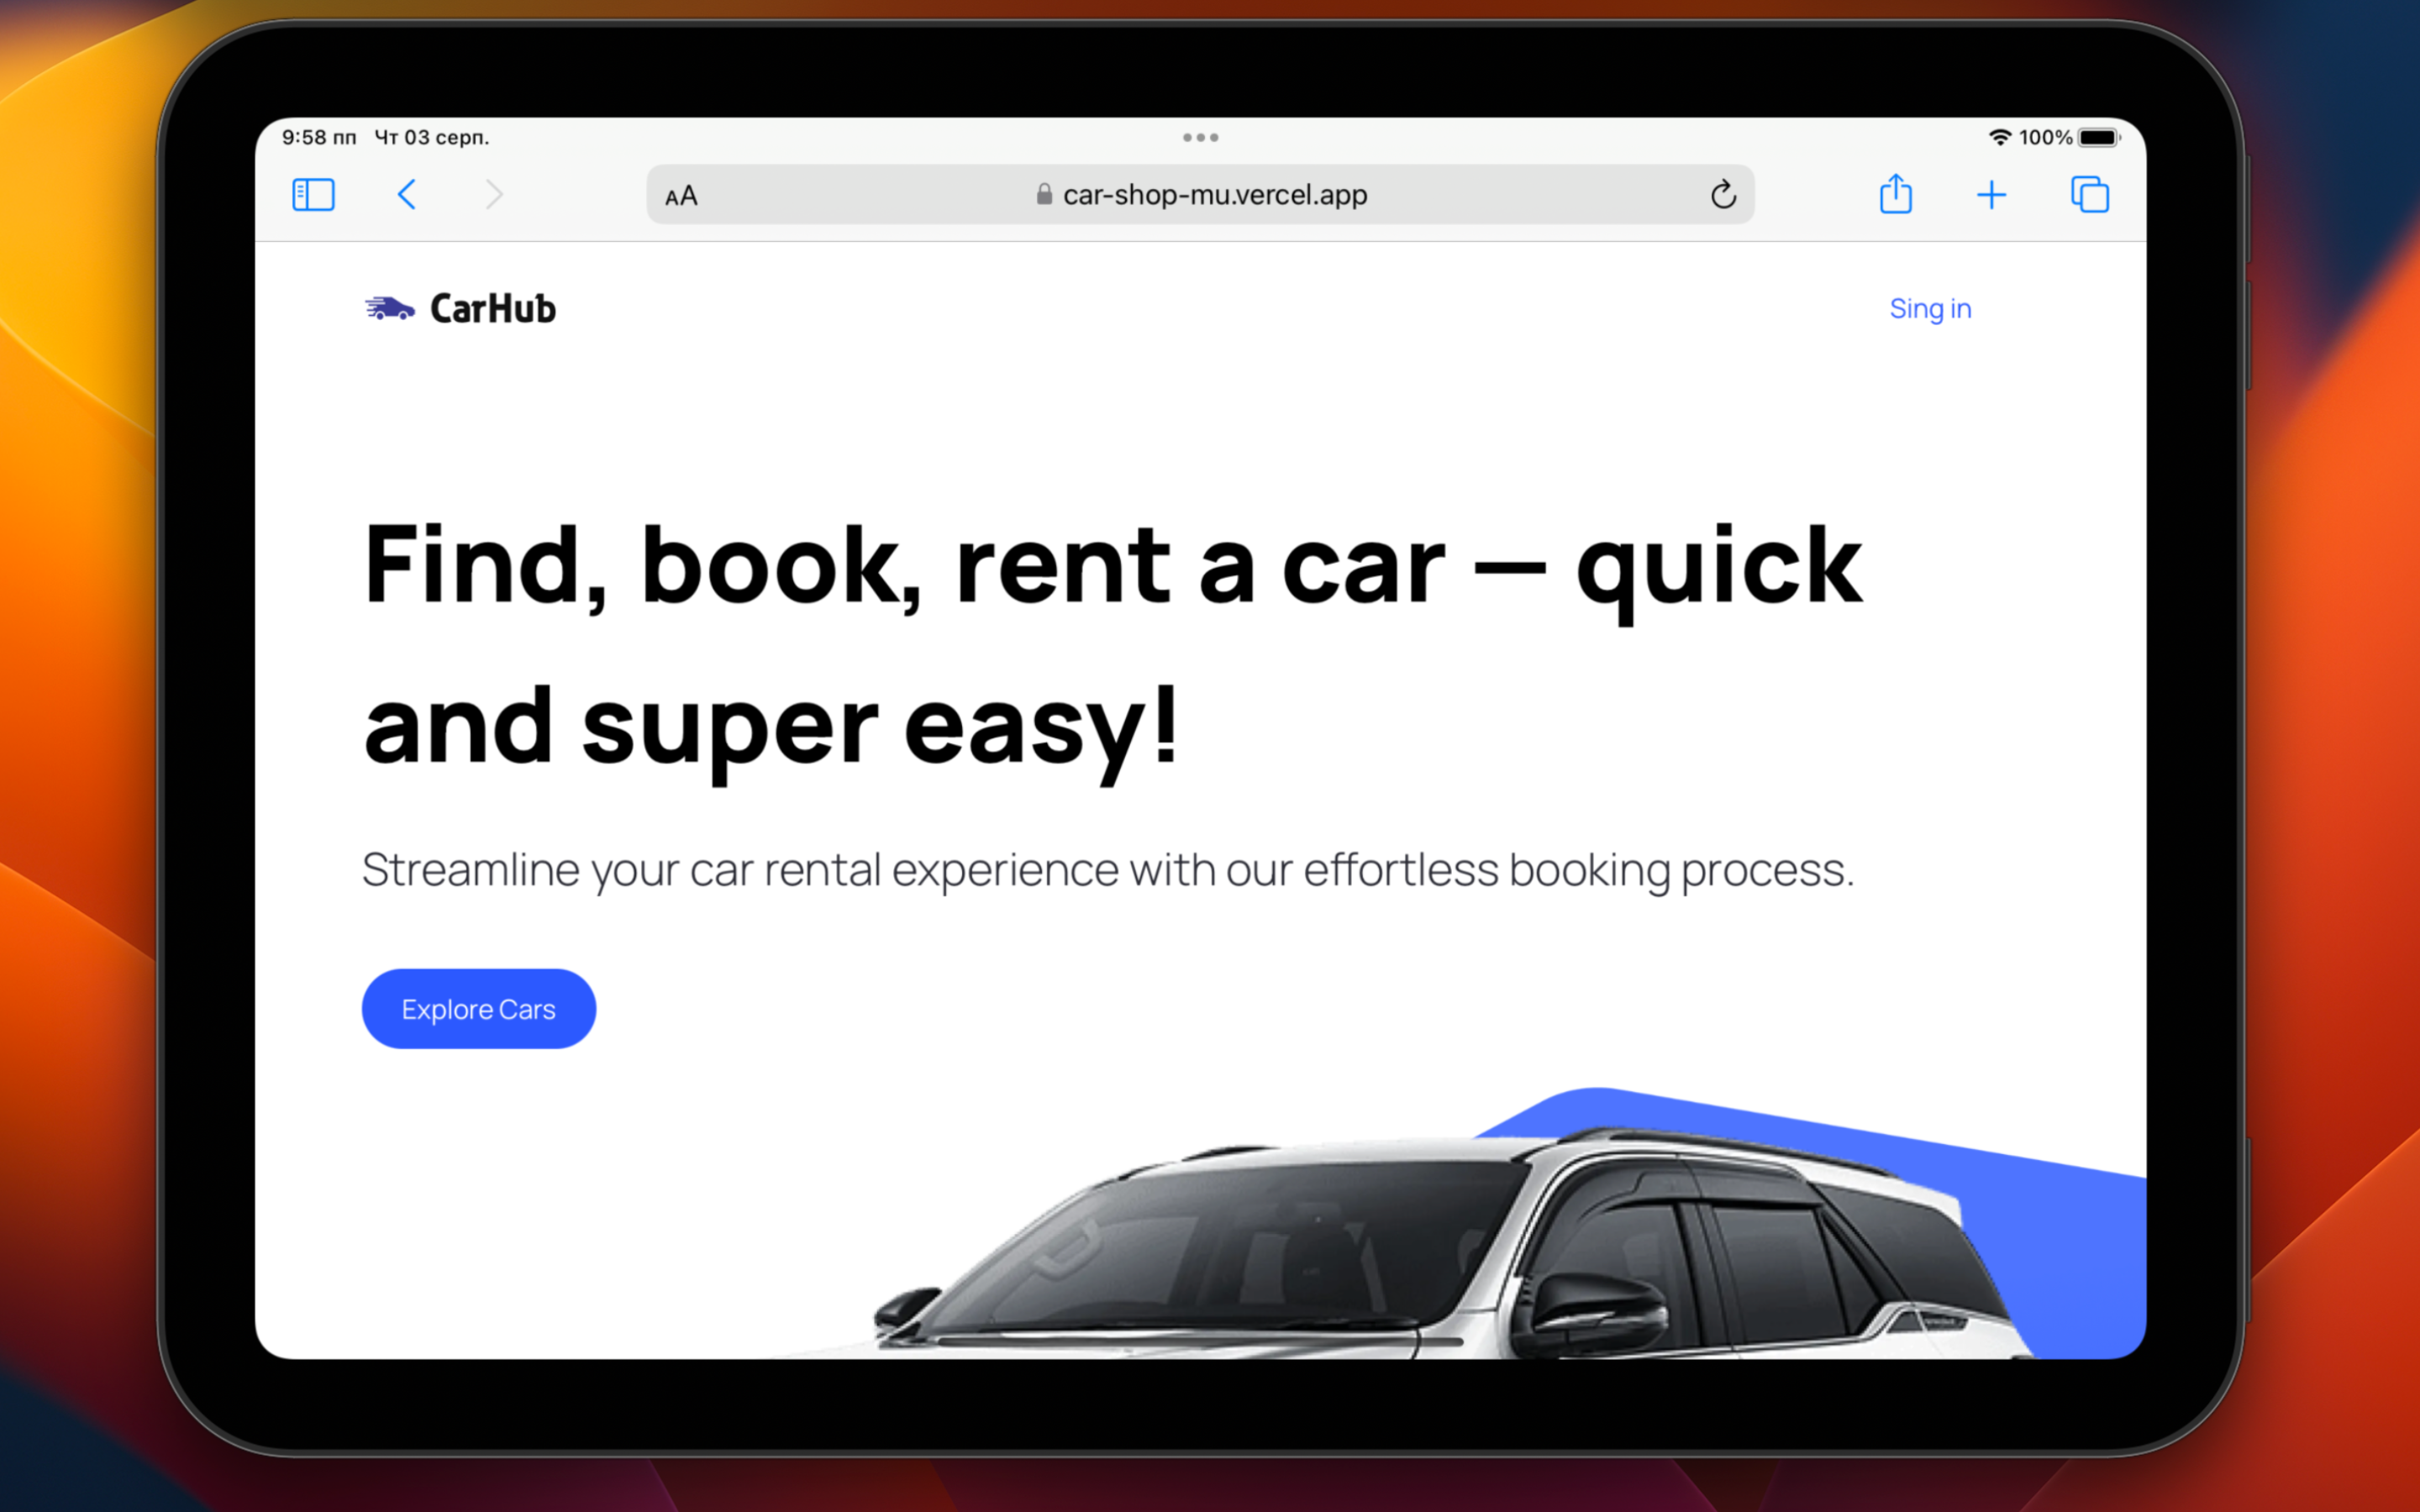 9:58 пп Чт 03 серп.
100%
AA
car-shop-mu.vercel.app
CarHub
Sing in
Find, book, rent a car — quick
and super easy!
Streamline your car rental experience with our effortless booking process.
Explore Cars